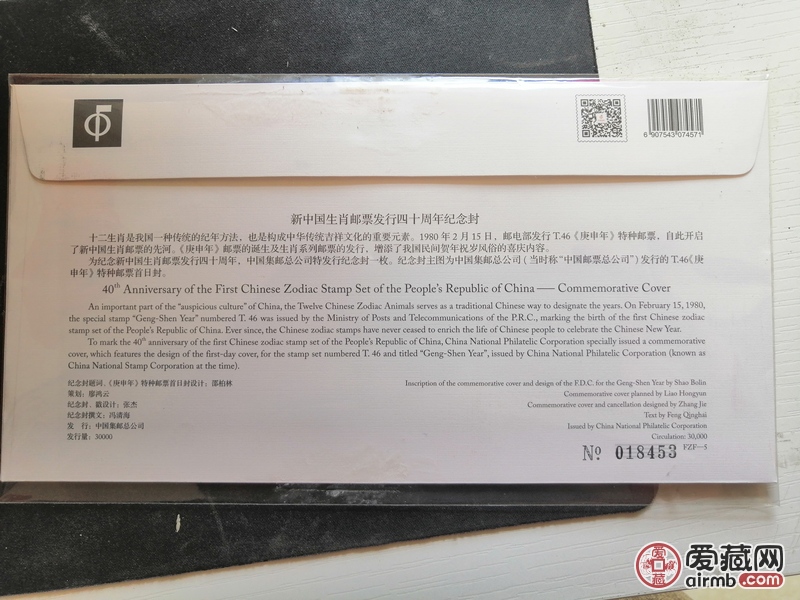 6 907543 074571
新中国生肖邮票发行四十周年纪念封
十二生肖是我国一种传统的纪年方法，也是构成中华传统吉祥文化的重要元素。1980 年 2 月 15 日，邮电部发行 T.46《庚申年》特种邮票，自此开启
了新中国生肖邮票的先河。《庚申年》邮票的诞生及生肖系列邮票的发行，增添了我国民间贺年祝岁风俗的喜庆内容。
为纪念新中国生肖邮票发行四十周年，中国集邮总公司特发行纪念封一枚。纪念封主图为中国集邮总公司（当时称“中国邮票总公司”）发行的 T.46《庚
申年》特种邮票首日封。
40th Anniversary of the First Chinese Zodiac Stamp Set of the People's Republic of China —— Commemorative Cover
An important part of the “auspicious culture” of China, the Twelve Chinese Zodiac Animals serves as a traditional Chinese way to designate the years. On February 15, 1980,
the special stamp “Geng-Shen Year” numbered T. 46 was issued by the Ministry of Posts and Telecommunications of the P.R.C., marking the birth of the first Chinese zodiac
stamp set of the People's Republic of China. Ever since, the Chinese zodiac stamps have never ceased to enrich the life of Chinese people to celebrate the Chinese New Year.
To mark the 40th anniversary of the first Chinese zodiac stamp set of the People's Republic of China, China National Philatelic Corporation specially issued a commemorative
cover, which features the design of the first-day cover, for the stamp set numbered T. 46 and titled “Geng-Shen Year”, issued by China National Philatelic Corporation (known as
China National Stamp Corporation at the time).
纪念封题词、《庚申年》特种邮票首日封设计：邵柏林
策划：廖鸿云
纪念封、戳设计：张杰
纪念封撰文：冯清海
发 行：中国集邮总公司
发行量：30000
Inscription of the commemorative cover and design of the F.D.C. for the Geng-Shen Year by Shao Bolin
Commemorative cover planned by Liao Hongyun
Commemorative cover and cancellation designed by Zhang Jie
Text by Feng Qinghai
Issued by China National Philatelic Corporation
Circulation: 30,000
FZF—5
№ 018453
爱藏网
airmb.com